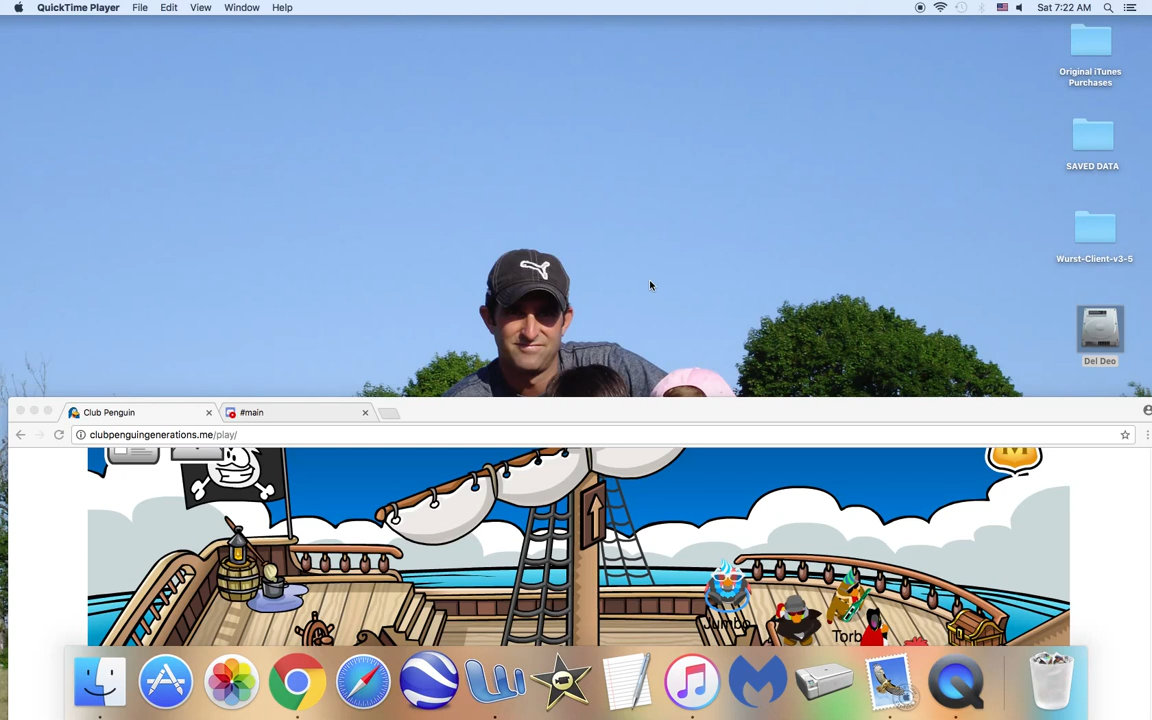 QuickTime Player File Edit View Window Help Sat 7:22 AM
Original iTunes
Purchases
SAVED DATA
Wurst-Client-v3-5
Del Deo
Club Penguin #main
clubpenguingenerations.me/play/
M
Jumbo
Torb